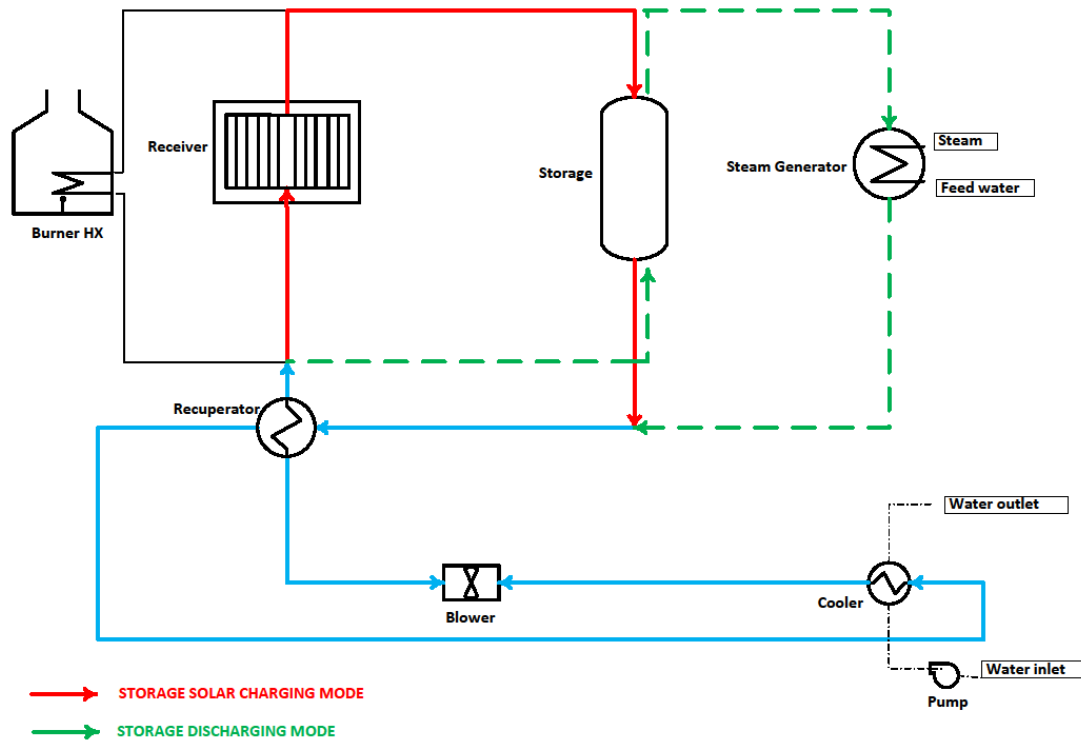 Receiver
Storage
Steam Generator
Steam
Feed water
Burner HX
Recuperator
Water outlet
Blower
Cooler
Water inlet
Pump
STORAGE SOLAR CHARGING MODE
STORAGE DISCHARGING MODE